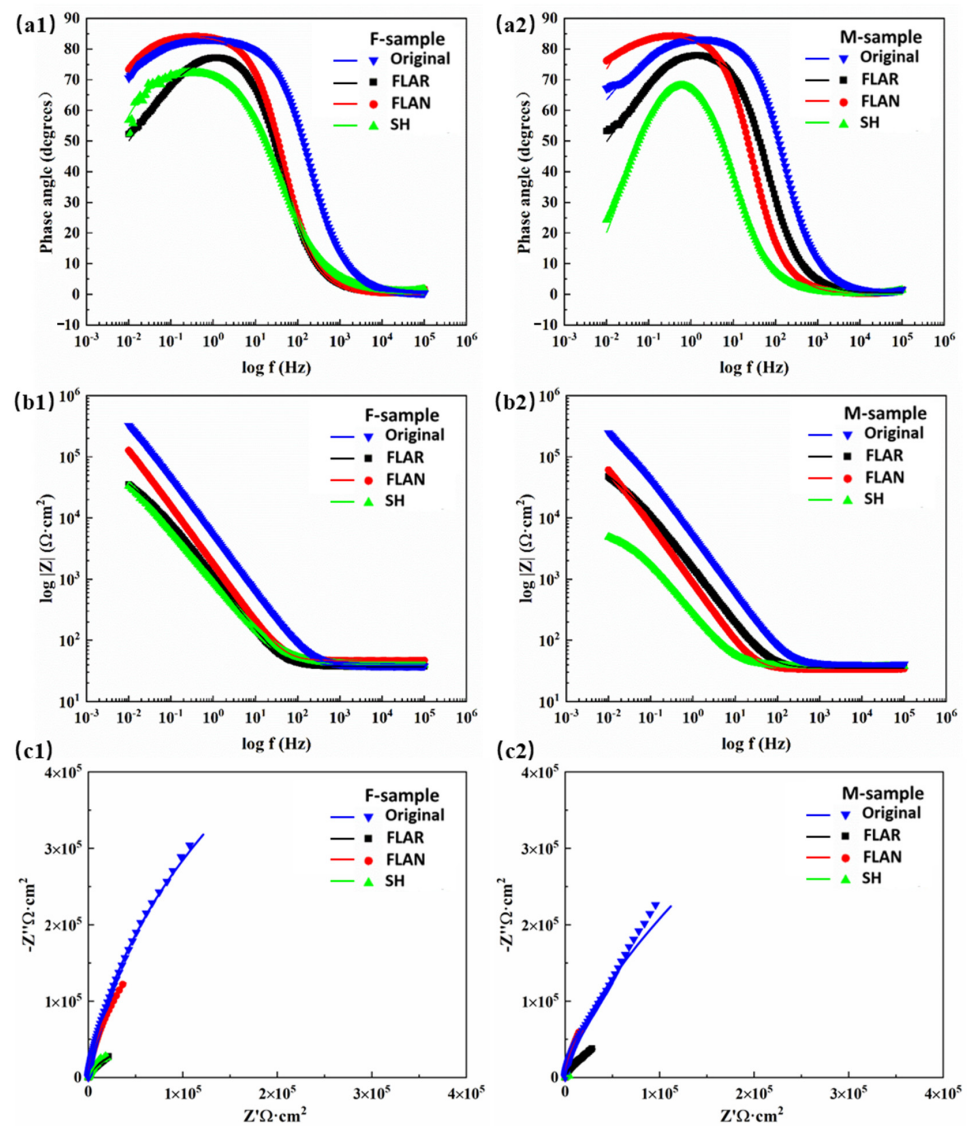 (a1)
90
80
70
60
50
40
30
20
10
0
−10
Phase angle (degrees)
F-sample
Original
FLAR
FLAN
SH
10⁻³ 10⁻² 10⁻¹ 10⁰ 10¹ 10² 10³ 10⁴ 10⁵ 10⁶
log f (Hz)
(a2)
90
80
70
60
50
40
30
20
10
0
−10
Phase angle (degrees)
M-sample
Original
FLAR
FLAN
SH
10⁻³ 10⁻² 10⁻¹ 10⁰ 10¹ 10² 10³ 10⁴ 10⁵ 10⁶
log f (Hz)
(b1)
10⁶
10⁵
10⁴
10³
10²
10¹
log |Z| (Ω·cm²)
F-sample
Original
FLAR
FLAN
SH
10⁻³ 10⁻² 10⁻¹ 10⁰ 10¹ 10² 10³ 10⁴ 10⁵ 10⁶
log f (Hz)
(b2)
10⁶
10⁵
10⁴
10³
10²
10¹
log |Z| (Ω·cm²)
M-sample
Original
FLAR
FLAN
SH
10⁻³ 10⁻² 10⁻¹ 10⁰ 10¹ 10² 10³ 10⁴ 10⁵ 10⁶
log f (Hz)
(c1)
4×10⁵
3×10⁵
2×10⁵
1×10⁵
0
-Z''Ω·cm²
F-sample
Original
FLAR
FLAN
SH
0 1×10⁵ 2×10⁵ 3×10⁵ 4×10⁵
Z'Ω·cm²
(c2)
4×10⁵
3×10⁵
2×10⁵
1×10⁵
0
-Z''Ω·cm²
M-sample
Original
FLAR
FLAN
SH
0 1×10⁵ 2×10⁵ 3×10⁵ 4×10⁵
Z'Ω·cm²